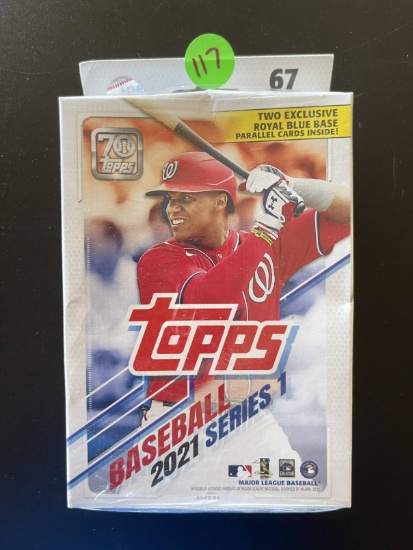 117
67
TWO EXCLUSIVE
ROYAL BLUE BASE
PARALLEL CARDS INSIDE!
70
topps
W
W
topps
BASEBALL
2021 SERIES 1
MAJOR LEAGUE BASEBALL